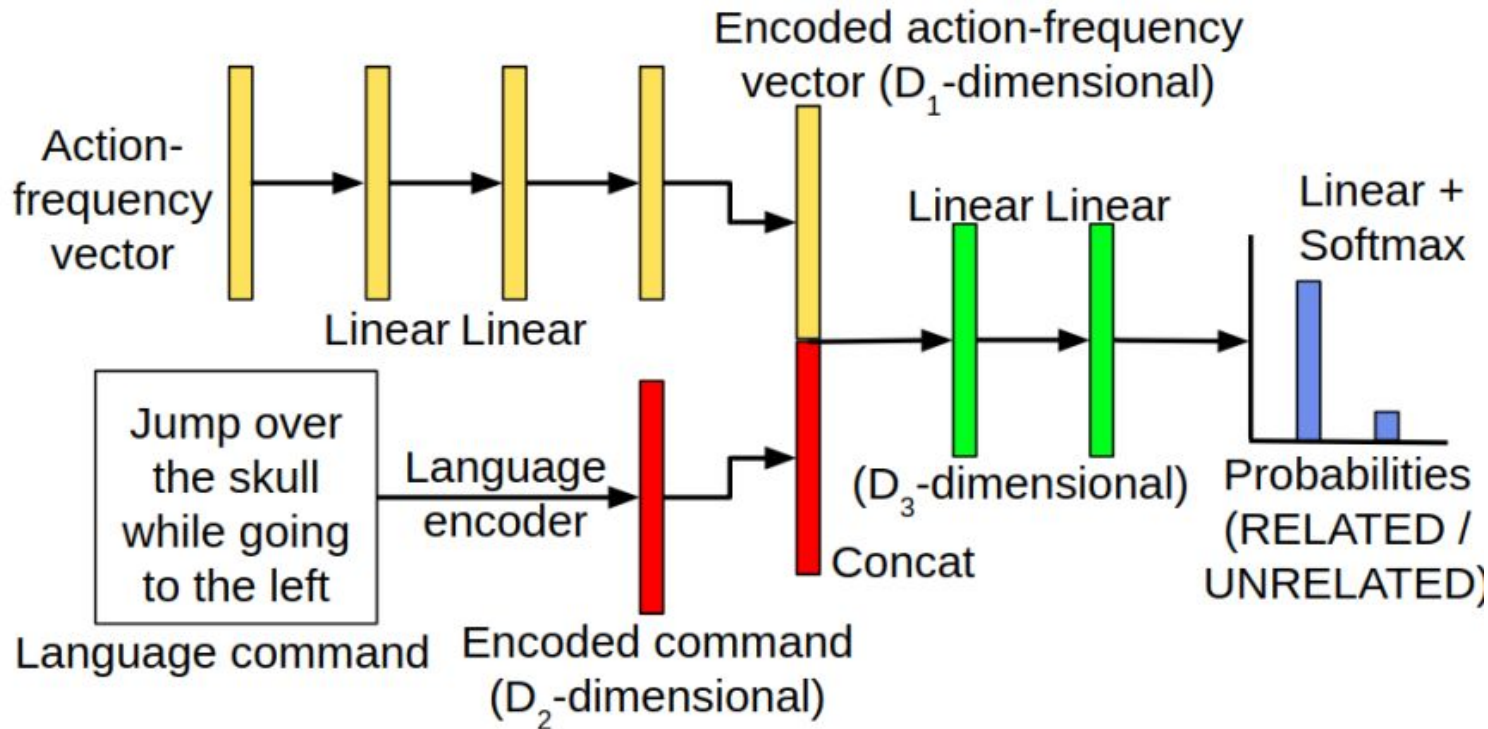 Encoded action-frequency
vector (D₁-dimensional)
Action-
frequency
vector
Linear Linear
Linear Linear
Linear +
Softmax
Jump over
the skull
while going
to the left
Language command
Language
encoder
Encoded command
(D₂-dimensional)
Concat
(D₃-dimensional)
Probabilities
(RELATED /
UNRELATED)